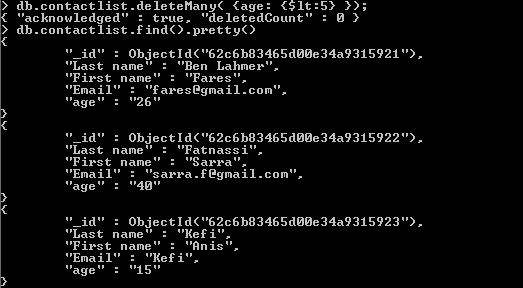 > db.contactlist.deleteMany( {age: {$lt:5} });
{ "acknowledged" : true, "deletedCount" : 0 }
> db.contactlist.find().pretty()
{
        "_id" : ObjectId("62c6b83465d00e34a9315921"),
        "Last name" : "Ben Lahmer",
        "First name" : "Fares",
        "Email" : "fares@gmail.com",
        "age" : "26"
}
{
        "_id" : ObjectId("62c6b83465d00e34a9315922"),
        "Last name" : "Fatnassi",
        "First name" : "Sarra",
        "Email" : "sarra.f@gmail.com",
        "age" : "40"
}
{
        "_id" : ObjectId("62c6b83465d00e34a9315923"),
        "Last name" : "Kefi",
        "First name" : "Anis",
        "Email" : "Kefi",
        "age" : "15"
}